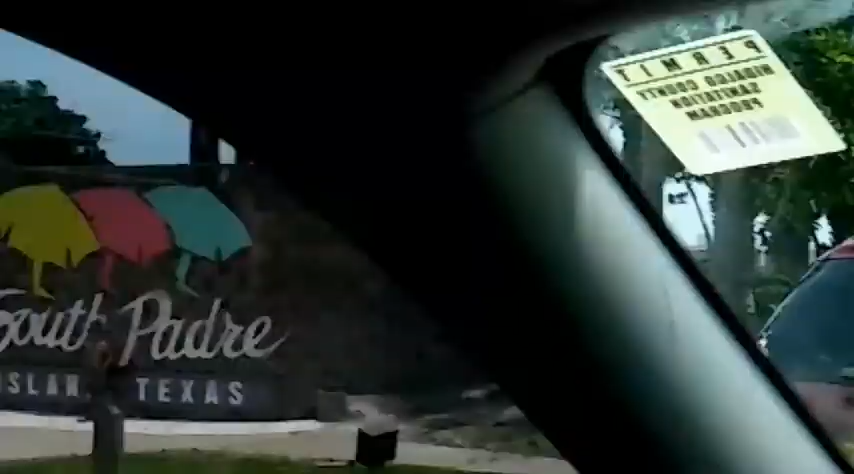 South Padre
ISLAN TEXAS
PERMIT
HIDALGO COUNTY
SANITATION
PROGRAM